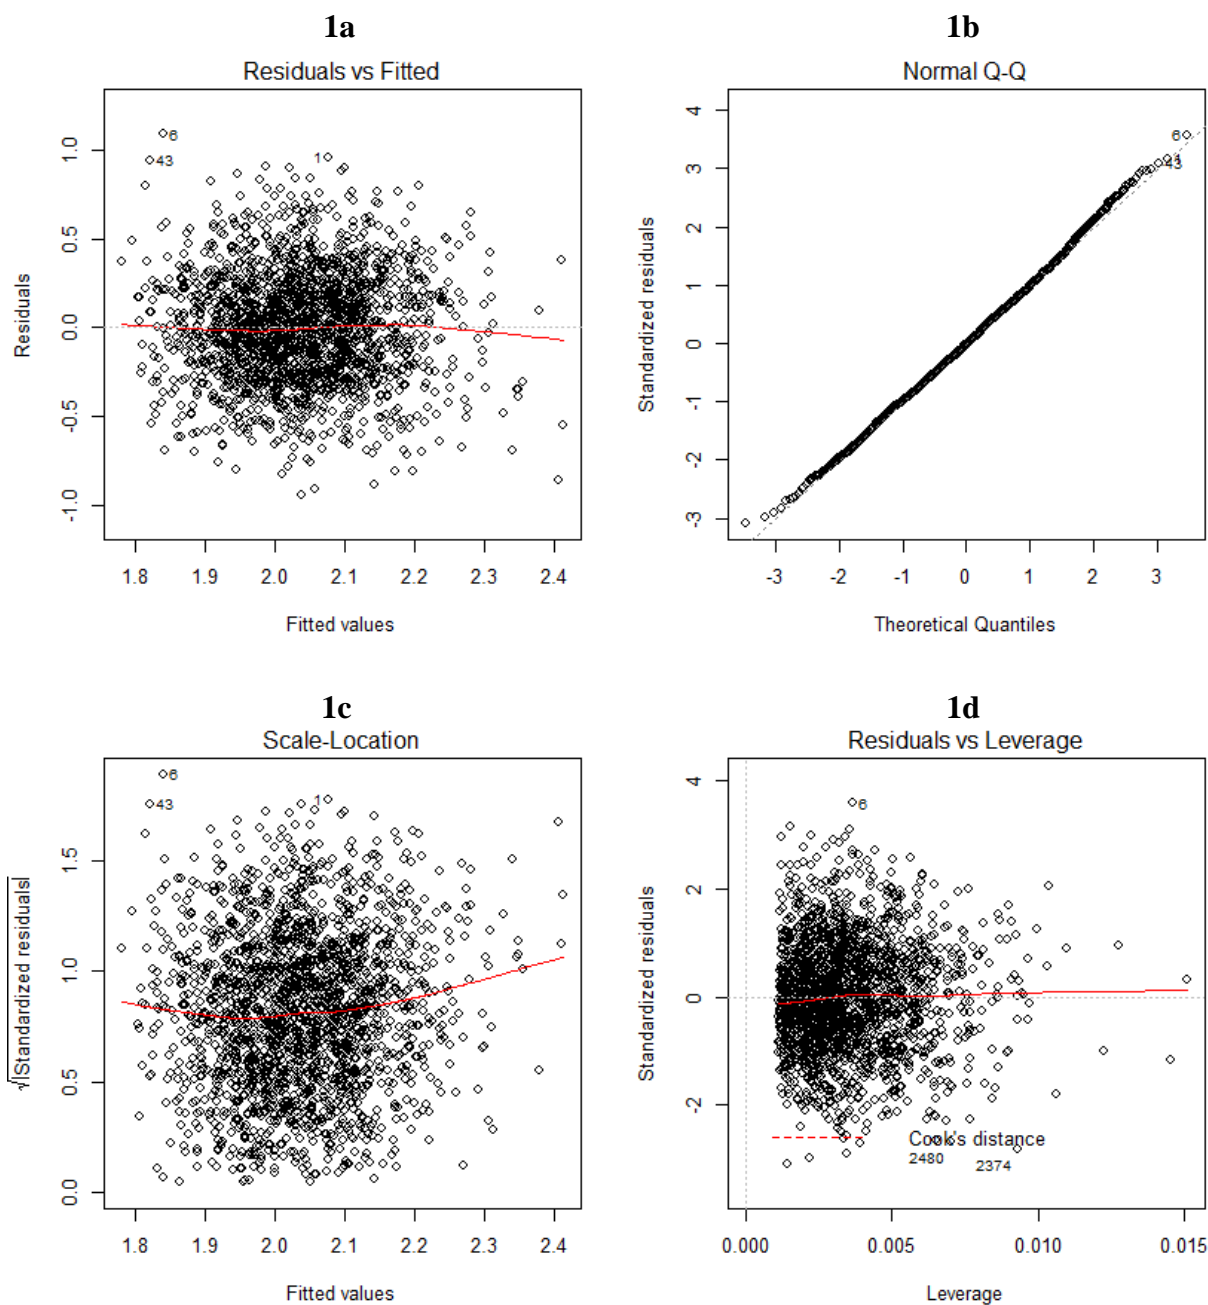 1a
Residuals vs Fitted
1.0
0.5
0.0
-0.5
-1.0
Residuals
6
43
1
1.8 1.9 2.0 2.1 2.2 2.3 2.4
Fitted values
1b
Normal Q-Q
4
3
2
1
0
-1
-2
-3
Standardized residuals
6
43
-3 -2 -1 0 1 2 3
Theoretical Quantiles
1c
Scale-Location
1.5
1.0
0.5
0.0
√|Standardized residuals|
6
43
1
1.8 1.9 2.0 2.1 2.2 2.3 2.4
Fitted values
1d
Residuals vs Leverage
4
2
0
-2
Standardized residuals
6
Cook's distance
2480
2374
0.000 0.005 0.010 0.015
Leverage